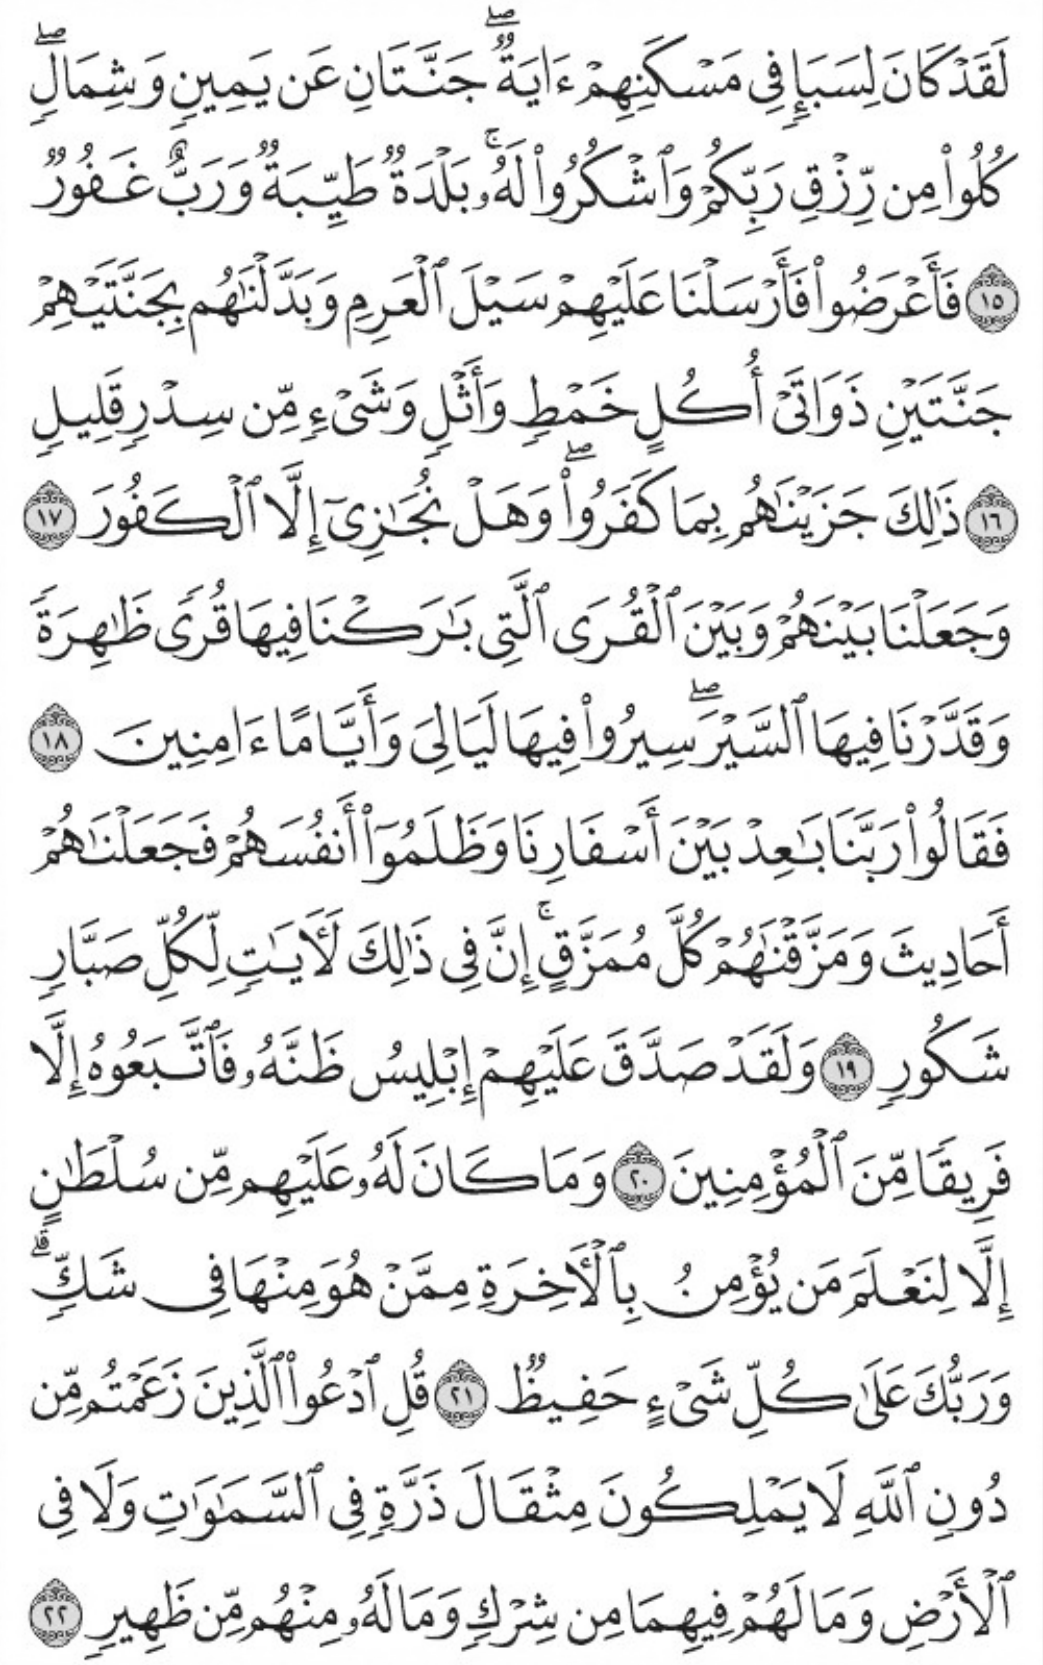 لَقَدْ كَانَ لِسَبَإٍ فِي مَسْكَنِهِمْ ءَايَةٌ ۖ جَنَّتَانِ عَن يَمِينٍ وَشِمَالٍ ۖ
كُلُوا۟ مِن رِّزْقِ رَبِّكُمْ وَٱشْكُرُوا۟ لَهُۥ ۚ بَلْدَةٌ طَيِّبَةٌ وَرَبٌّ غَفُورٌ
﴿١٥﴾ فَأَعْرَضُوا۟ فَأَرْسَلْنَا عَلَيْهِمْ سَيْلَ ٱلْعَرِمِ وَبَدَّلْنَٰهُم بِجَنَّتَيْهِمْ
جَنَّتَيْنِ ذَوَاتَىْ أُكُلٍ خَمْطٍ وَأَثْلٍ وَشَىْءٍ مِّن سِدْرٍ قَلِيلٍ
﴿١٦﴾ ذَٰلِكَ جَزَيْنَٰهُم بِمَا كَفَرُوا۟ ۖ وَهَلْ نُجَٰزِىٓ إِلَّا ٱلْكَفُورَ ﴿١٧﴾
وَجَعَلْنَا بَيْنَهُمْ وَبَيْنَ ٱلْقُرَى ٱلَّتِى بَٰرَكْنَا فِيهَا قُرًى ظَٰهِرَةً
وَقَدَّرْنَا فِيهَا ٱلسَّيْرَ ۖ سِيرُوا۟ فِيهَا لَيَالِىَ وَأَيَّامًا ءَامِنِينَ ﴿١٨﴾
فَقَالُوا۟ رَبَّنَا بَٰعِدْ بَيْنَ أَسْفَارِنَا وَظَلَمُوٓا۟ أَنفُسَهُمْ فَجَعَلْنَٰهُمْ
أَحَادِيثَ وَمَزَّقْنَٰهُمْ كُلَّ مُمَزَّقٍ ۚ إِنَّ فِى ذَٰلِكَ لَءَايَٰتٍ لِّكُلِّ صَبَّارٍ
شَكُورٍ ﴿١٩﴾ وَلَقَدْ صَدَّقَ عَلَيْهِمْ إِبْلِيسُ ظَنَّهُۥ فَٱتَّبَعُوهُ إِلَّا
فَرِيقًا مِّنَ ٱلْمُؤْمِنِينَ ﴿٢٠﴾ وَمَا كَانَ لَهُۥ عَلَيْهِم مِّن سُلْطَٰنٍ
إِلَّا لِنَعْلَمَ مَن يُؤْمِنُ بِٱلْءَاخِرَةِ مِمَّنْ هُوَ مِنْهَا فِى شَكٍّ ۗ
وَرَبُّكَ عَلَىٰ كُلِّ شَىْءٍ حَفِيظٌ ﴿٢١﴾ قُلِ ٱدْعُوا۟ ٱلَّذِينَ زَعَمْتُم مِّن
دُونِ ٱللَّهِ لَا يَمْلِكُونَ مِثْقَالَ ذَرَّةٍ فِى ٱلسَّمَٰوَٰتِ وَلَا فِى
ٱلْأَرْضِ وَمَا لَهُمْ فِيهِمَا مِن شِرْكٍ وَمَا لَهُۥ مِنْهُم مِّن ظَهِيرٍ ﴿٢٢﴾